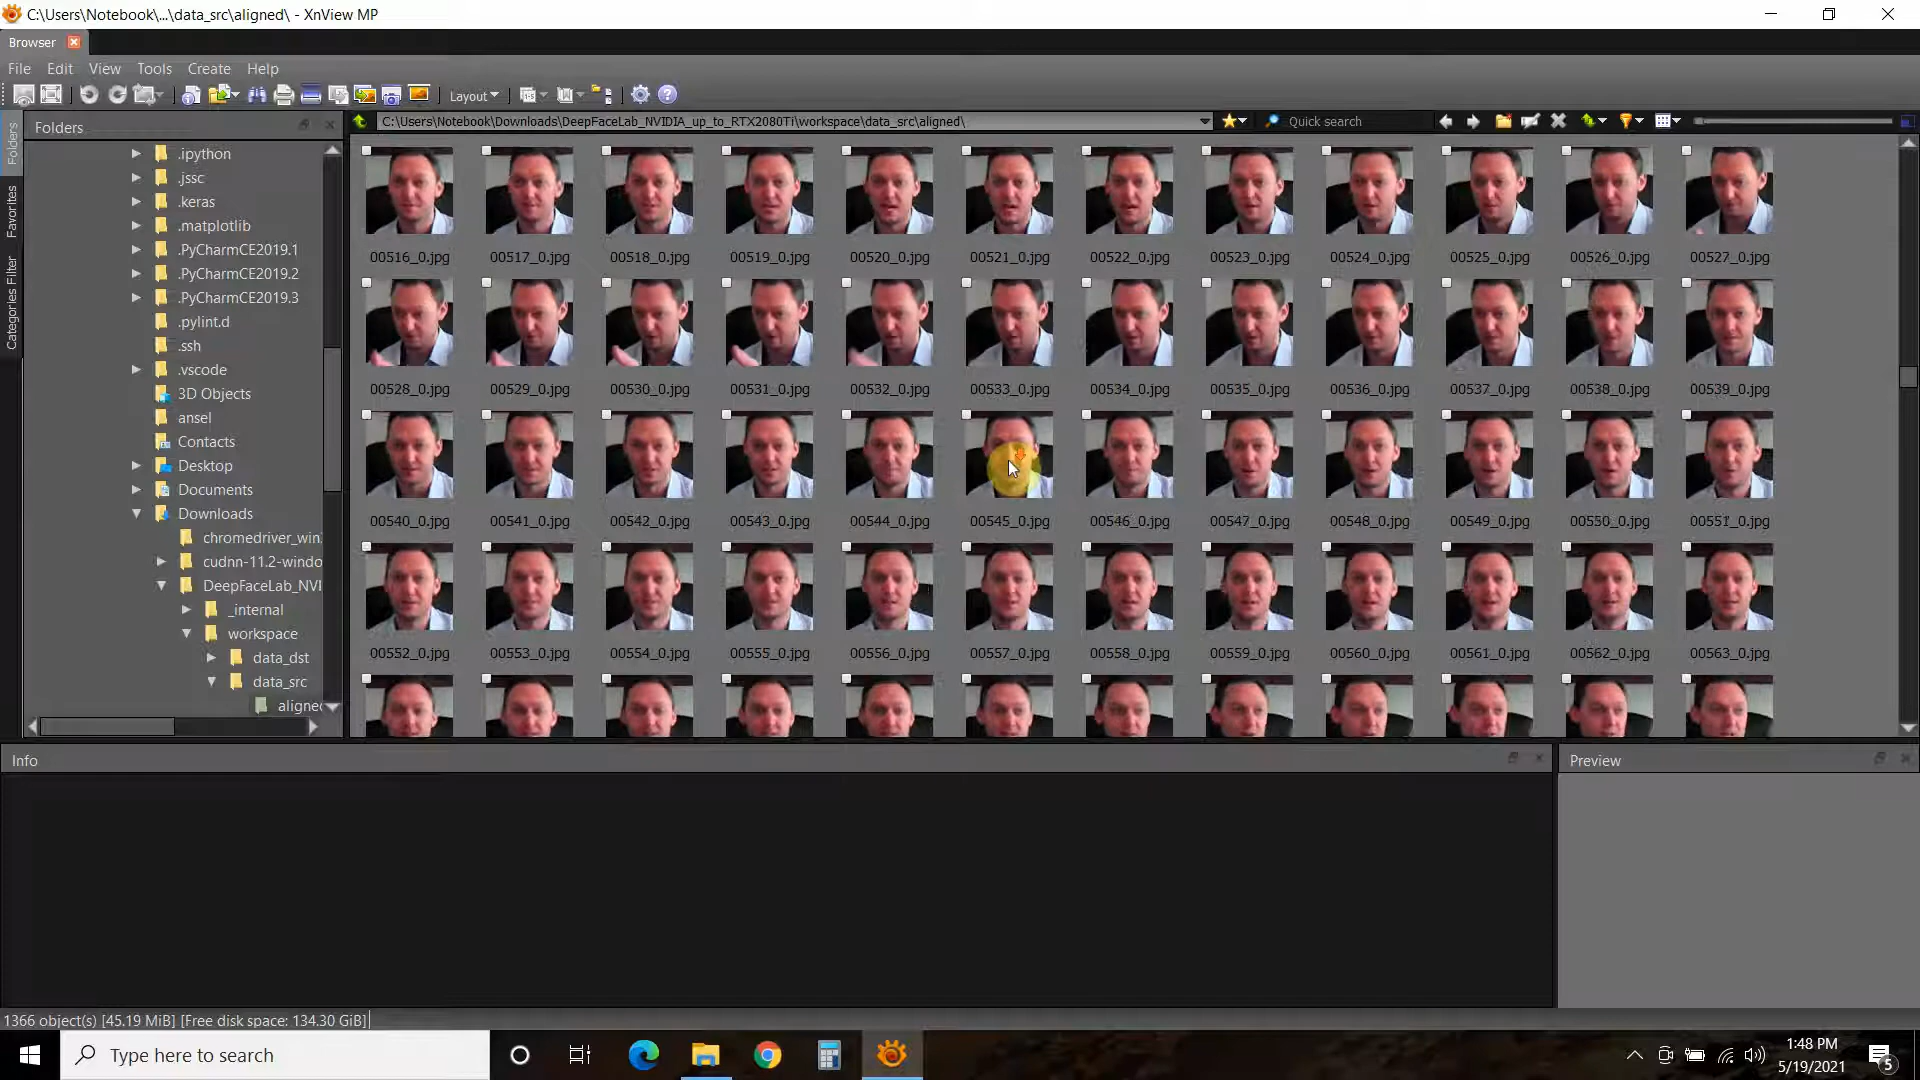 C:\Users\Notebook\...\data_src\aligned\ - XnView MP
Browser
File Edit View Tools Create Help
Layout
Folders
Favorites
Categories Filter
Folders
C:\Users\Notebook\Downloads\DeepFaceLab_NVIDIA_up_to_RTX2080Ti\workspace\data_src\aligned\
Quick search
.ipython
.jssc
.keras
.matplotlib
.PyCharmCE2019.1
.PyCharmCE2019.2
.PyCharmCE2019.3
.pylint.d
.ssh
.vscode
3D Objects
ansel
Contacts
Desktop
Documents
Downloads
chromedriver_win
cudnn-11.2-windo
DeepFaceLab_NVI
_internal
workspace
data_dst
data_src
aligned
00516_0.jpg 00517_0.jpg 00518_0.jpg 00519_0.jpg 00520_0.jpg 00521_0.jpg 00522_0.jpg 00523_0.jpg 00524_0.jpg 00525_0.jpg 00526_0.jpg 00527_0.jpg
00528_0.jpg 00529_0.jpg 00530_0.jpg 00531_0.jpg 00532_0.jpg 00533_0.jpg 00534_0.jpg 00535_0.jpg 00536_0.jpg 00537_0.jpg 00538_0.jpg 00539_0.jpg
00540_0.jpg 00541_0.jpg 00542_0.jpg 00543_0.jpg 00544_0.jpg 00545_0.jpg 00546_0.jpg 00547_0.jpg 00548_0.jpg 00549_0.jpg 00550_0.jpg 00551_0.jpg
00552_0.jpg 00553_0.jpg 00554_0.jpg 00555_0.jpg 00556_0.jpg 00557_0.jpg 00558_0.jpg 00559_0.jpg 00560_0.jpg 00561_0.jpg 00562_0.jpg 00563_0.jpg
Info
Preview
1366 object(s) [45.19 MiB] [Free disk space: 134.30 GiB]
Type here to search
1:48 PM
5/19/2021
5